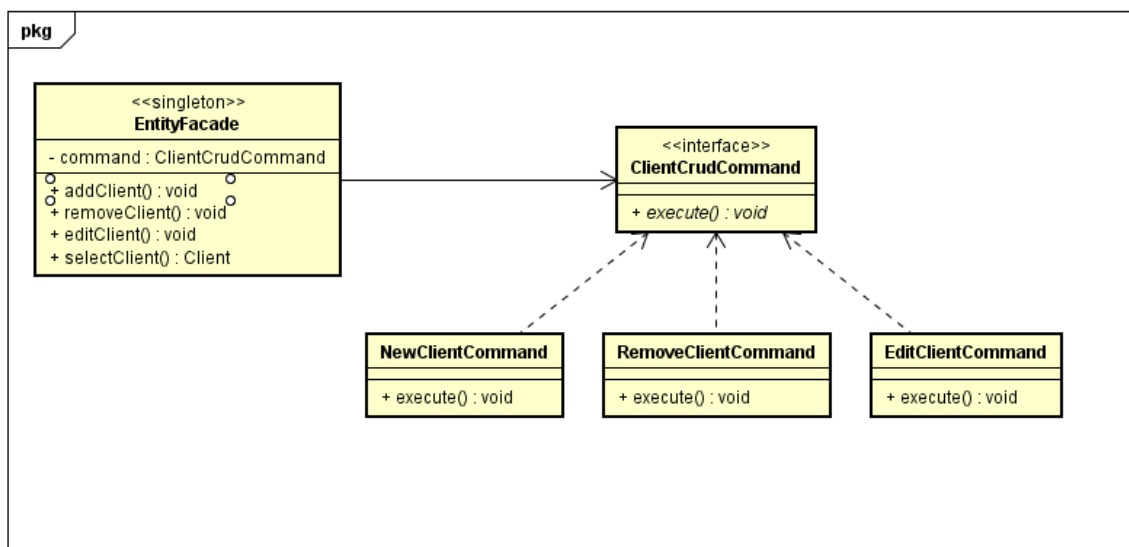 pkg
<<singleton>>
EntityFacade
- command : ClientCrudCommand
+ addClient() : void
+ removeClient() : void
+ editClient() : void
+ selectClient() : Client
<<interface>>
ClientCrudCommand
+ execute() : void
NewClientCommand
+ execute() : void
RemoveClientCommand
+ execute() : void
EditClientCommand
+ execute() : void